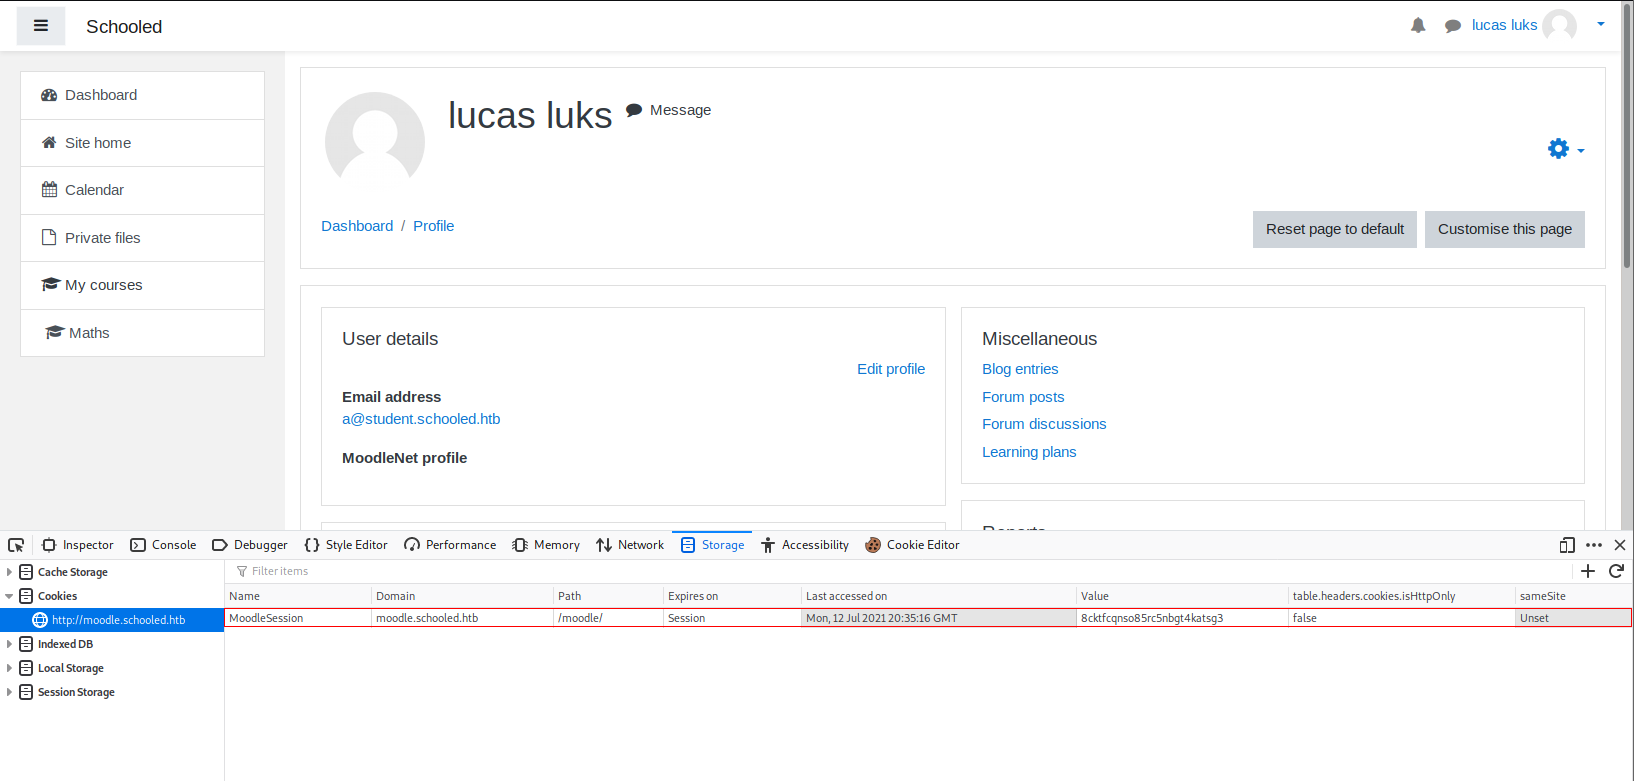 Schooled
lucas luks
Dashboard
Site home
Calendar
Private files
My courses
Maths
lucas luks
Message
Dashboard / Profile
Reset page to default
Customise this page
User details
Edit profile
Email address
a@student.schooled.htb
MoodleNet profile
Miscellaneous
Blog entries
Forum posts
Forum discussions
Learning plans
Reports
Inspector Console Debugger Style Editor Performance Memory Network Storage Accessibility Cookie Editor
Cache Storage
Cookies
http://moodle.schooled.htb
Indexed DB
Local Storage
Session Storage
Filter items
Name Domain Path Expires on Last accessed on Value table.headers.cookies.isHttpOnly sameSite
MoodleSession moodle.schooled.htb /moodle/ Session Mon, 12 Jul 2021 20:35:16 GMT 8cktfcqnso85rc5nbgt4katsg3 false Unset